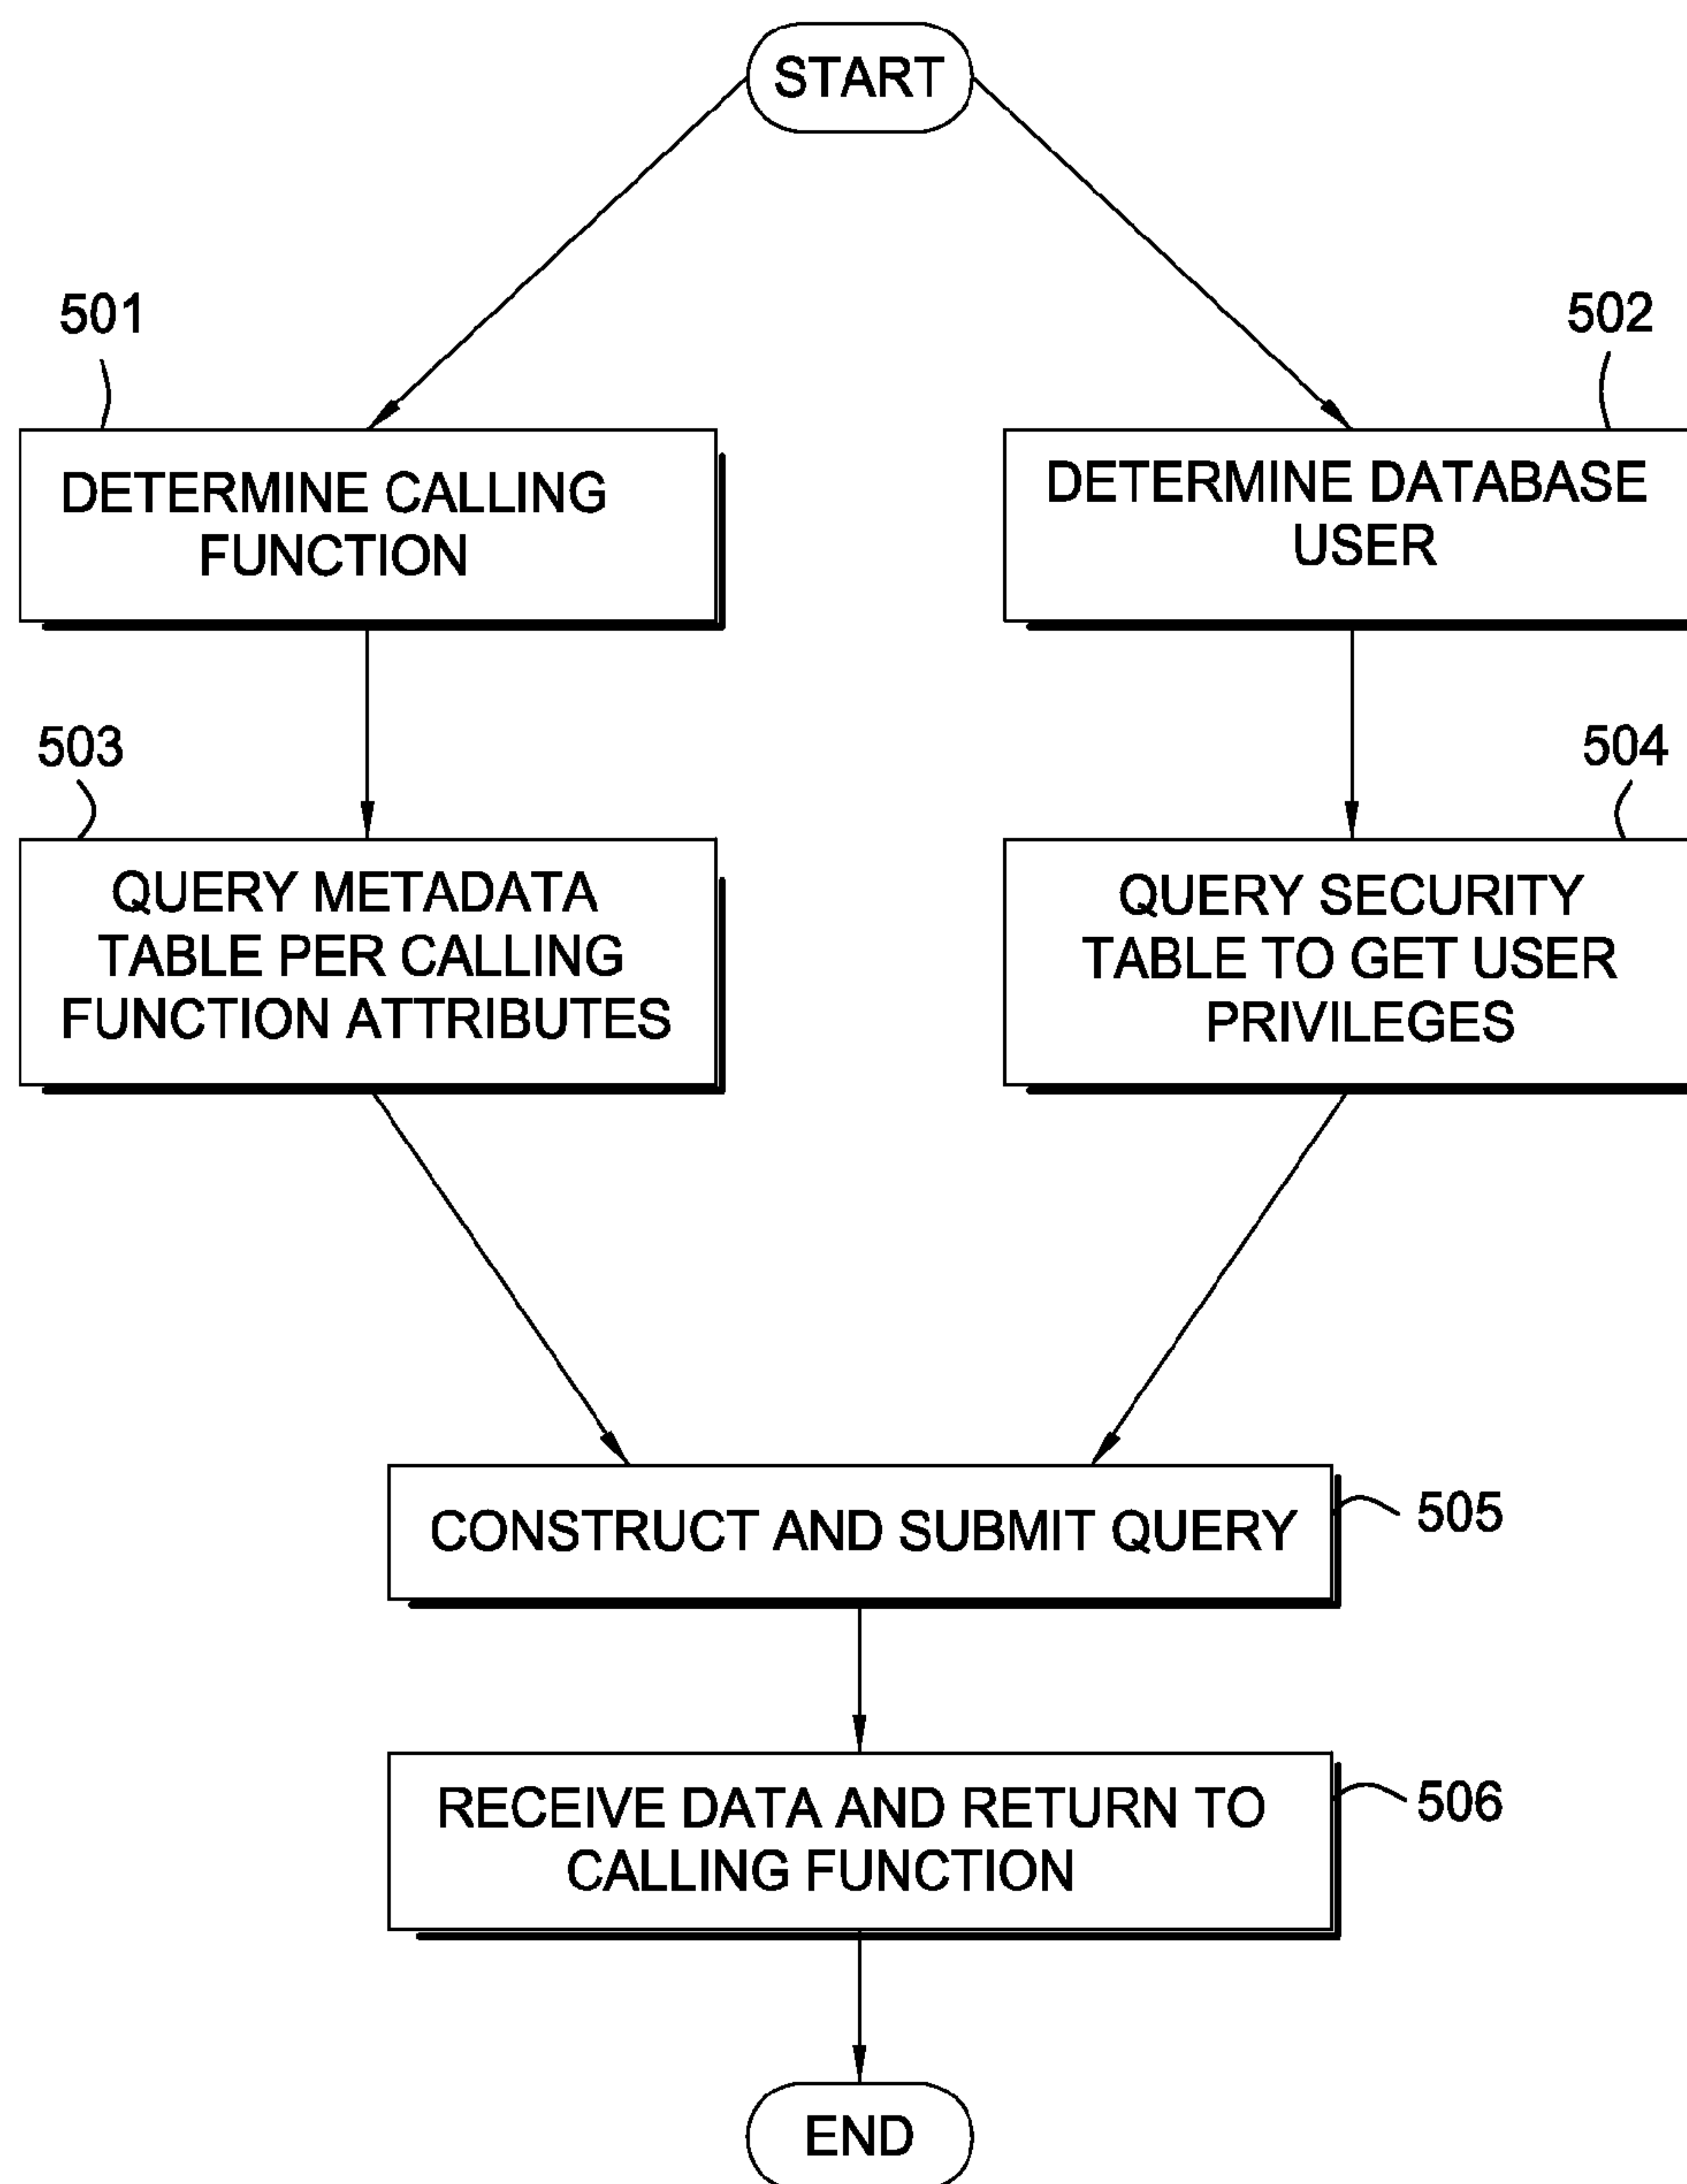 START
501
502
DETERMINE CALLING
FUNCTION
DETERMINE DATABASE
USER
503
504
QUERY METADATA
TABLE PER CALLING
FUNCTION ATTRIBUTES
QUERY SECURITY
TABLE TO GET USER
PRIVILEGES
CONSTRUCT AND SUBMIT QUERY
505
RECEIVE DATA AND RETURN TO
CALLING FUNCTION
506
END